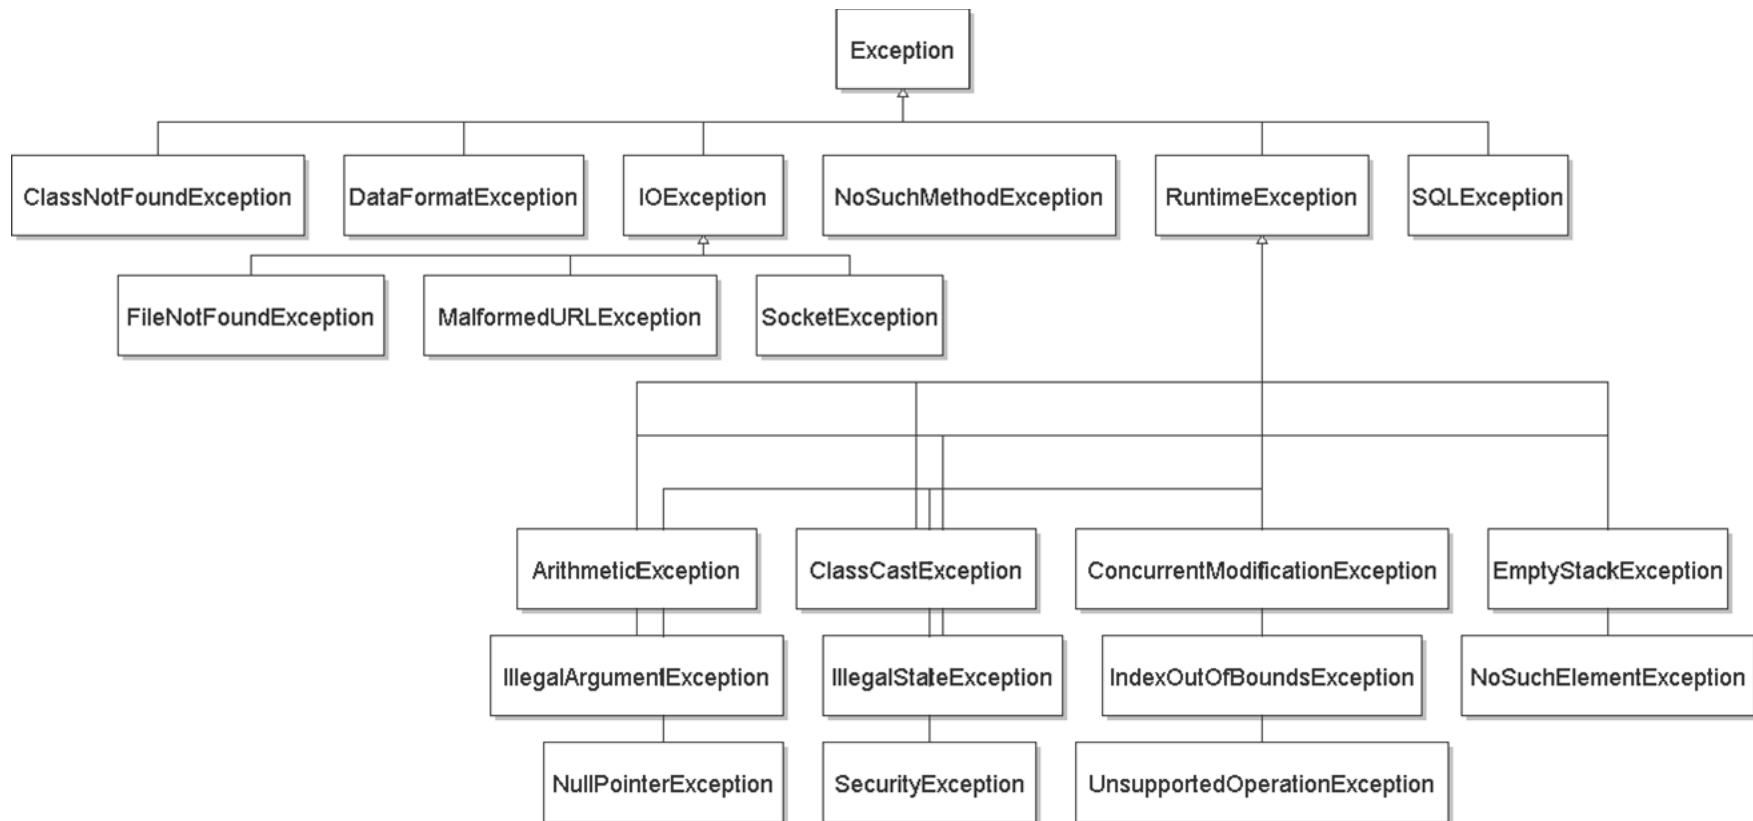 Exception
ClassNotFoundException
DataFormatException
IOException
NoSuchMethodException
RuntimeException
SQLException
FileNotFoundException
MalformedURLException
SocketException
ArithmeticException
ClassCastException
ConcurrentModificationException
EmptyStackException
IllegalArgumentException
IllegalStateException
IndexOutOfBoundsException
NoSuchElementException
NullPointerException
SecurityException
UnsupportedOperationException